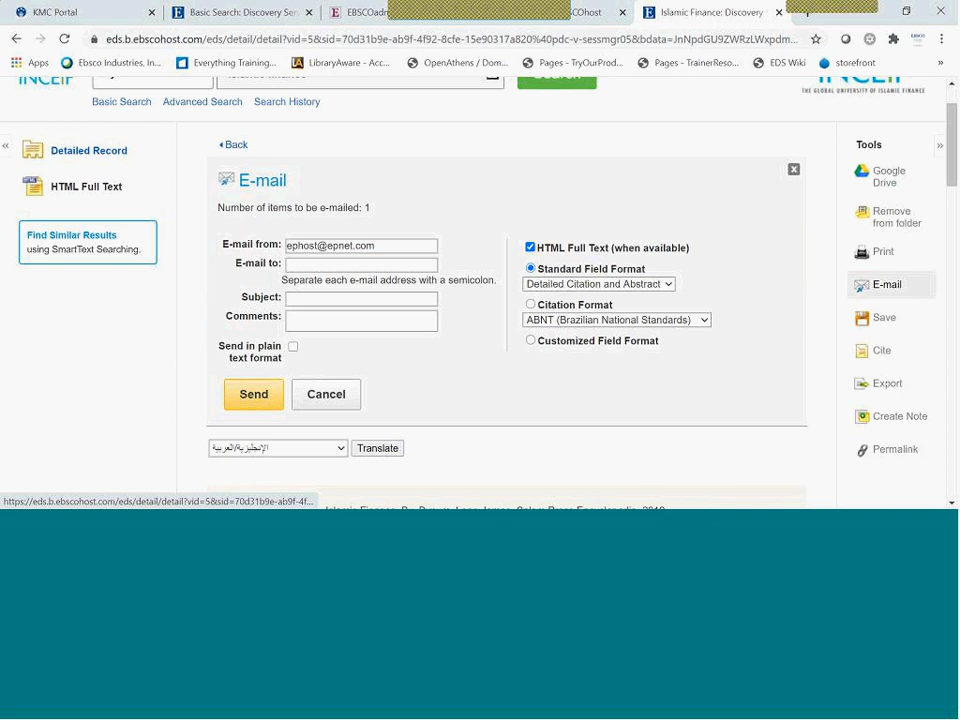 KMC Portal
Basic Search: Discovery Se
EBSCOadm
COhost
Islamic Finance: Discovery
eds.b.ebscohost.com/eds/detail/detail?vid=5&sid=70d31b9e-ab9f-4f92-8cfe-15e90317a820%40pdc-v-sessmgr05&bdata=JnNpdGU9ZWRzLWxpdm...
Apps
Ebsco Industries, In...
Everything Training...
LibraryAware - Acc...
OpenAthens / Dom...
Pages - TryOurProd...
Pages - TrainerReso...
EDS Wiki
storefront
»
INCEIF
THE GLOBAL UNIVERSITY OF ISLAMIC FINANCE
Basic Search Advanced Search Search History
Detailed Record
HTML Full Text
Find Similar Results
using SmartText Searching.
Back
E-mail
Number of items to be e-mailed: 1
E-mail from: ephost@epnet.com
E-mail to:
Separate each e-mail address with a semicolon.
Subject:
Comments:
Send in plain
text format
Send Cancel
HTML Full Text (when available)
Standard Field Format
Detailed Citation and Abstract
Citation Format
ABNT (Brazilian National Standards)
Customized Field Format
الإنجليزية/العربية Translate
Tools
Google
Drive
Remove
from folder
Print
E-mail
Save
Cite
Export
Create Note
Permalink
https://eds.b.ebscohost.com/eds/detail/detail?vid=5&sid=70d31b9e-ab9f-4f...